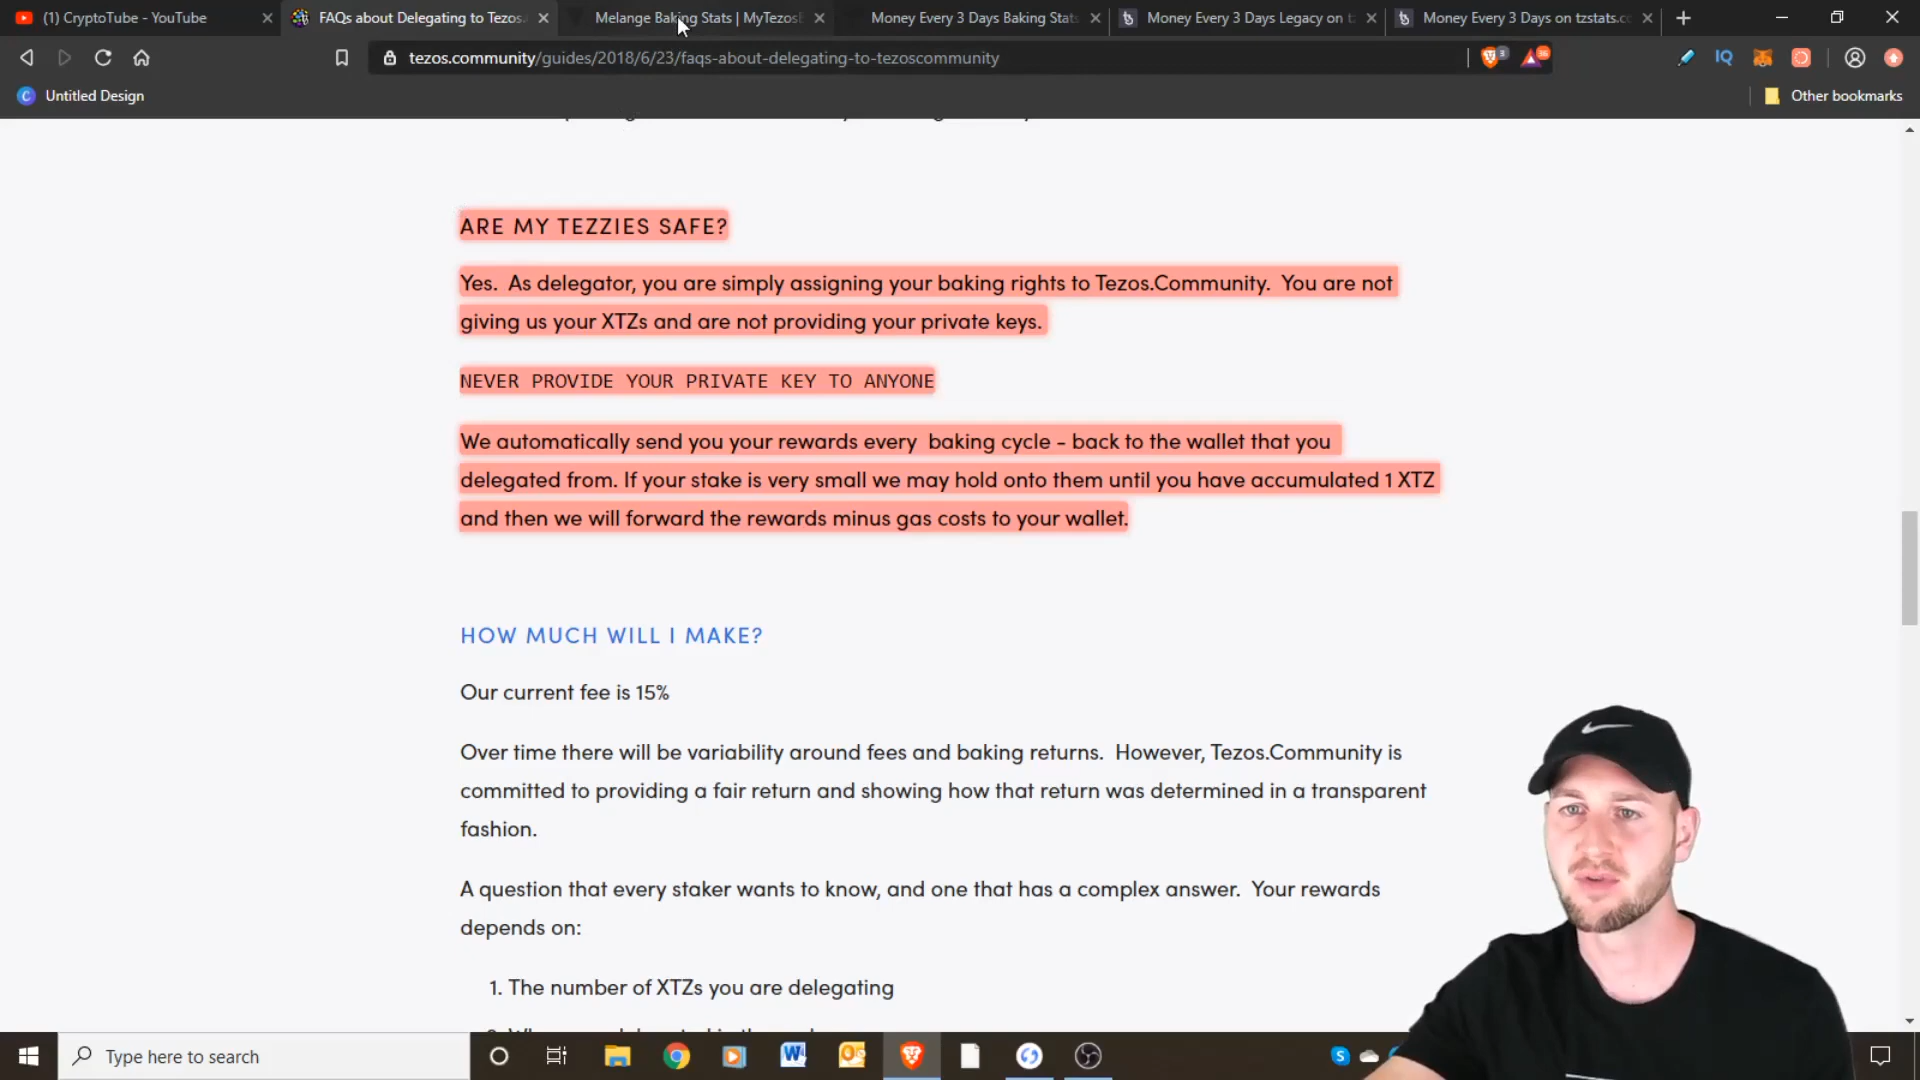 (1) CryptoTube - YouTube
FAQs about Delegating to Tezos.
Melange Baking Stats | MyTezosB
Money Every 3 Days Baking Stats
Money Every 3 Days Legacy on t
Money Every 3 Days on tzstats.co
tezos.community/guides/2018/6/23/faqs-about-delegating-to-tezoscommunity
3
36
IQ
Untitled Design
Other bookmarks
ARE MY TEZZIES SAFE?
Yes. As delegator, you are simply assigning your baking rights to Tezos.Community. You are not
giving us your XTZs and are not providing your private keys.
NEVER PROVIDE YOUR PRIVATE KEY TO ANYONE
We automatically send you your rewards every baking cycle - back to the wallet that you
delegated from. If your stake is very small we may hold onto them until you have accumulated 1 XTZ
and then we will forward the rewards minus gas costs to your wallet.
HOW MUCH WILL I MAKE?
Our current fee is 15%
Over time there will be variability around fees and baking returns. However, Tezos.Community is
committed to providing a fair return and showing how that return was determined in a transparent
fashion.
A question that every staker wants to know, and one that has a complex answer. Your rewards
depends on:
1. The number of XTZs you are delegating
Type here to search